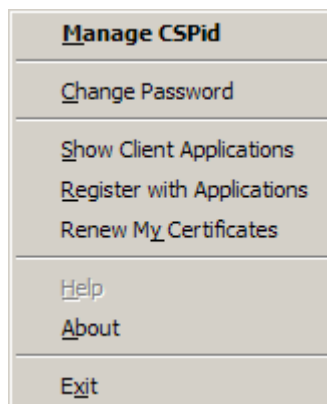 Manage CSPid
Change Password
Show Client Applications
Register with Applications
Renew My Certificates
Help
About
Exit